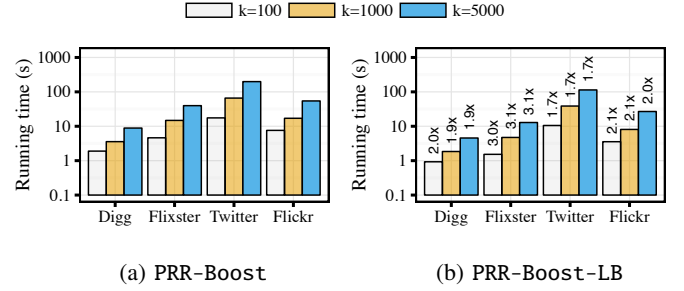 k=100 k=1000 k=5000
Running time (s)
1000
100
10
1
0.1
Digg Flixster Twitter Flickr
(a) PRR-Boost
Running time (s)
1000
100
10
1
0.1
2.0x 1.9x 1.9x 3.0x 3.1x 3.1x 1.7x 1.7x 1.7x 2.1x 2.1x 2.0x
Digg Flixster Twitter Flickr
(b) PRR-Boost-LB